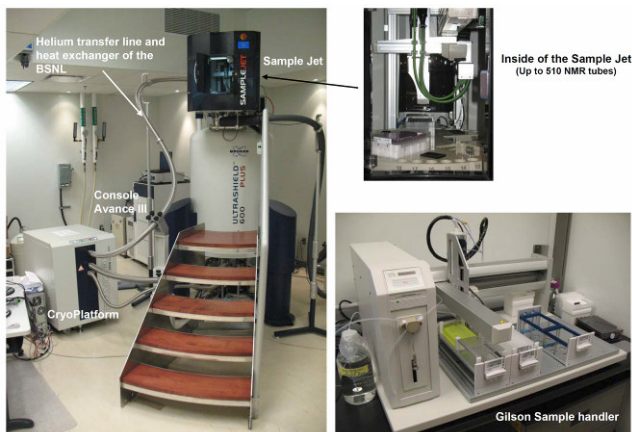 Helium transfer line and
heat exchanger of the
BSNL
Sample Jet
SAMPLEJET
Inside of the Sample Jet
(Up to 510 NMR tubes)
ULTRASHIELD
600 PLUS
Console
Avance III
CryoPlatform
Gilson Sample handler